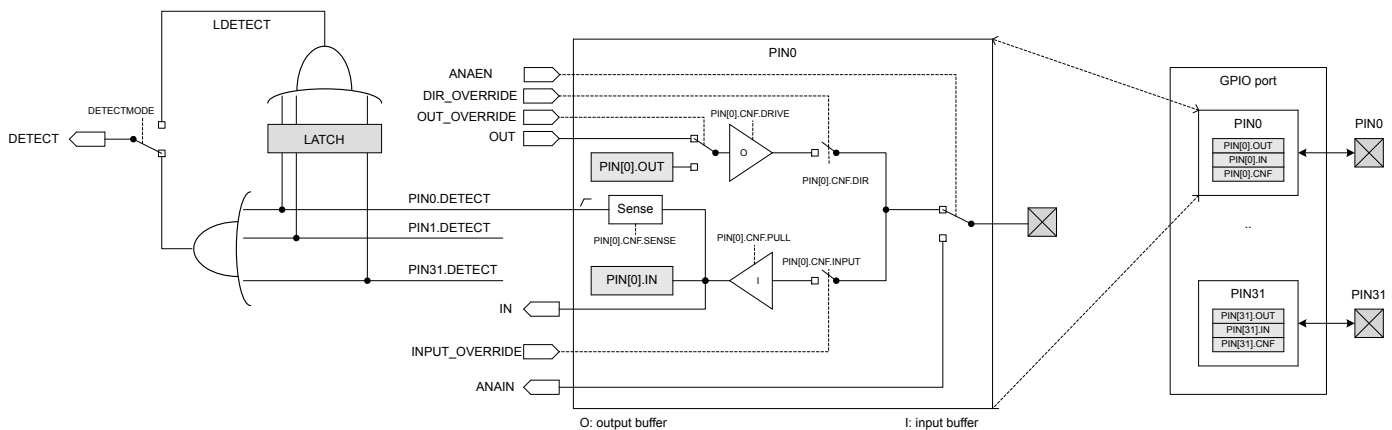 LDETECT
DETECTMODE
DETECT
LATCH
PIN0.DETECT
PIN1.DETECT
PIN31.DETECT
PIN0
ANAEN
DIR_OVERRIDE
OUT_OVERRIDE
OUT
PIN[0].CNF.DRIVE
O
PIN[0].OUT
PIN[0].CNF.DIR
Sense
PIN[0].CNF.SENSE
PIN[0].CNF.PULL
PIN[0].CNF.INPUT
PIN[0].IN
I
IN
INPUT_OVERRIDE
ANAIN
O: output buffer
I: input buffer
GPIO port
PIN0
PIN[0].OUT
PIN[0].IN
PIN[0].CNF
PIN0
..
PIN31
PIN[31].OUT
PIN[31].IN
PIN[31].CNF
PIN31